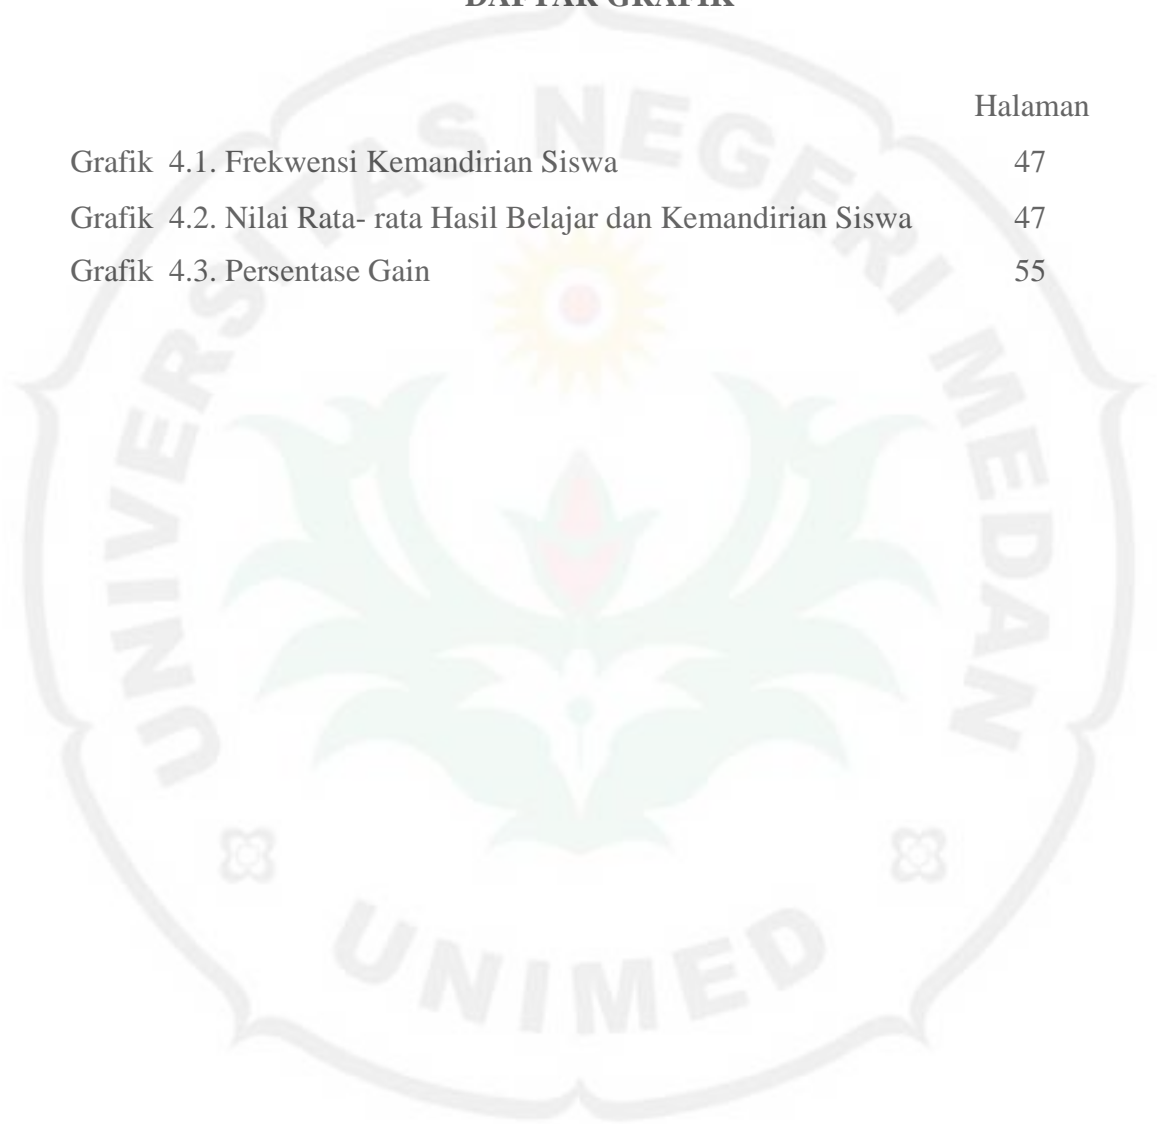 DAFTAR GRAFIK
Halaman
Grafik 4.1. Frekwensi Kemandirian Siswa 47
Grafik 4.2. Nilai Rata- rata Hasil Belajar dan Kemandirian Siswa 47
Grafik 4.3. Persentase Gain 55
UNIVERSITAS NEGERI MEDAN
UNIMED